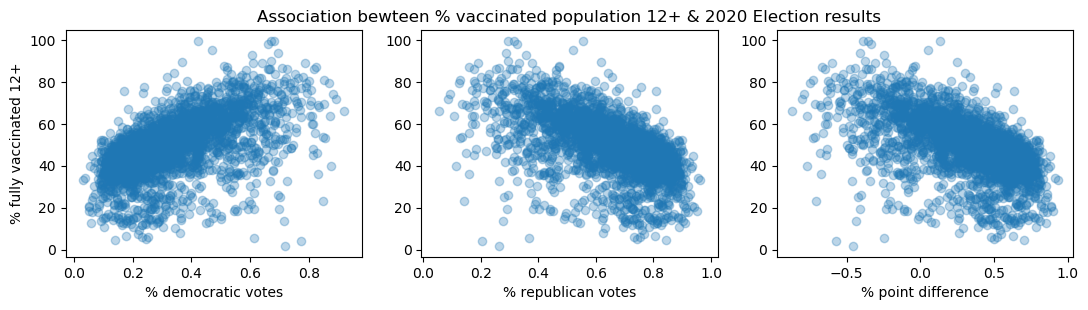 Association bewteen % vaccinated population 12+ & 2020 Election results
% fully vaccinated 12+
100
80
60
40
20
0
0.0 0.2 0.4 0.6 0.8
% democratic votes
100
80
60
40
20
0
0.0 0.2 0.4 0.6 0.8 1.0
% republican votes
100
80
60
40
20
0
−0.5 0.0 0.5 1.0
% point difference